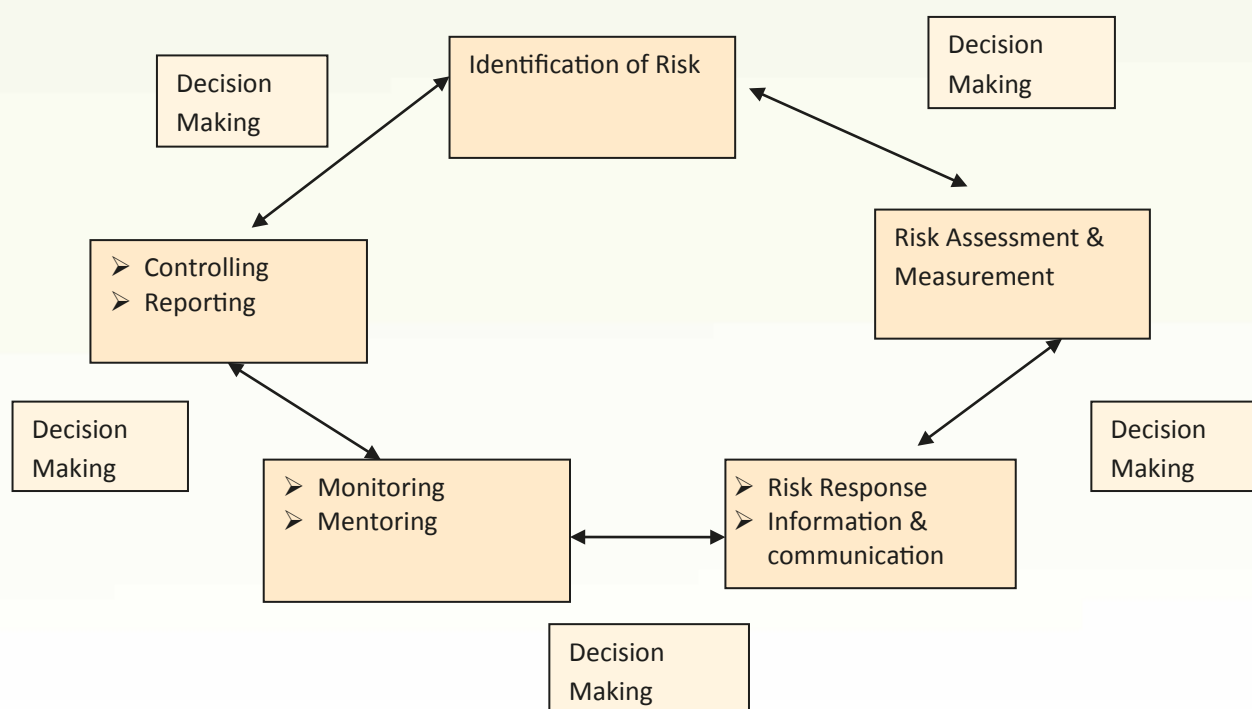 Decision
Making
Identification of Risk
Decision
Making
➢ Controlling
➢ Reporting
Risk Assessment &
Measurement
Decision
Making
➢ Monitoring
➢ Mentoring
➢ Risk Response
➢ Information &
communication
Decision
Making
Decision
Making